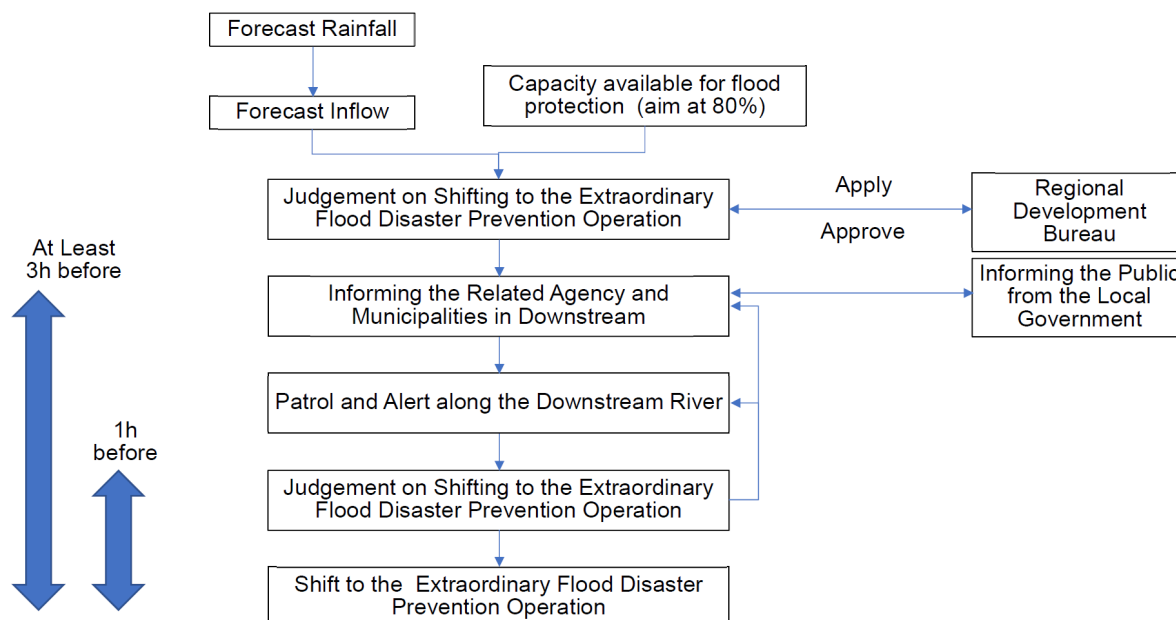 Forecast Rainfall
Forecast Inflow
Capacity available for flood
protection (aim at 80%)
Judgement on Shifting to the Extraordinary
Flood Disaster Prevention Operation
Apply
Approve
Regional
Development
Bureau
At Least
3h before
Informing the Related Agency and
Municipalities in Downstream
Informing the Public
from the Local
Government
Patrol and Alert along the Downstream River
1h
before
Judgement on Shifting to the Extraordinary
Flood Disaster Prevention Operation
Shift to the Extraordinary Flood Disaster
Prevention Operation